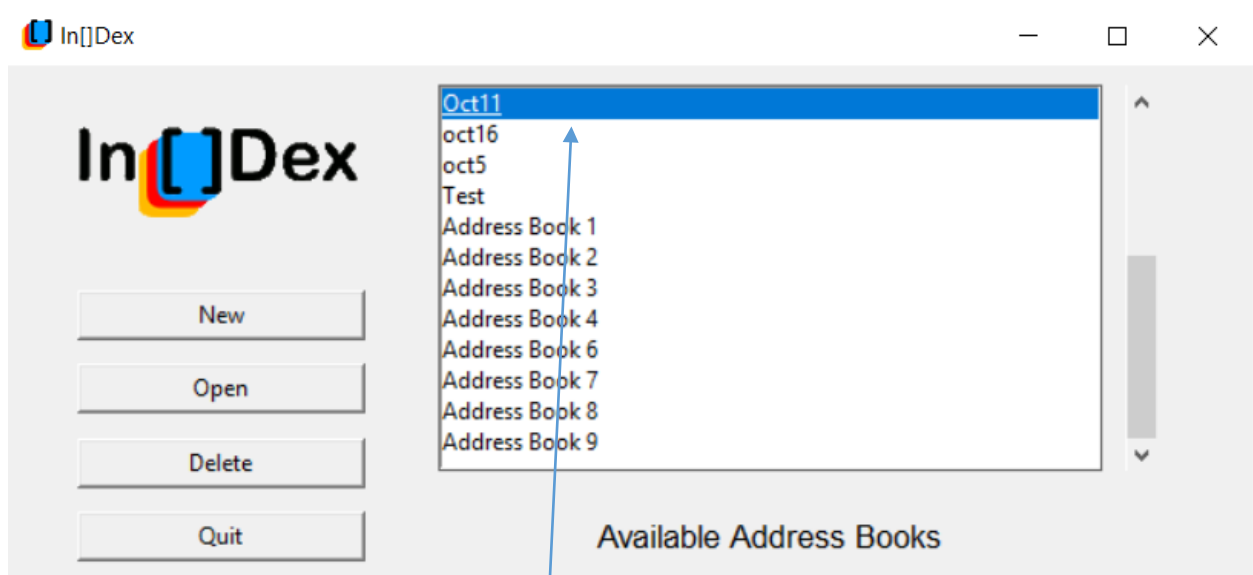 In[]Dex
In[]Dex
New
Open
Delete
Quit
Oct11
oct16
oct5
Test
Address Book 1
Address Book 2
Address Book 3
Address Book 4
Address Book 6
Address Book 7
Address Book 8
Address Book 9
Available Address Books